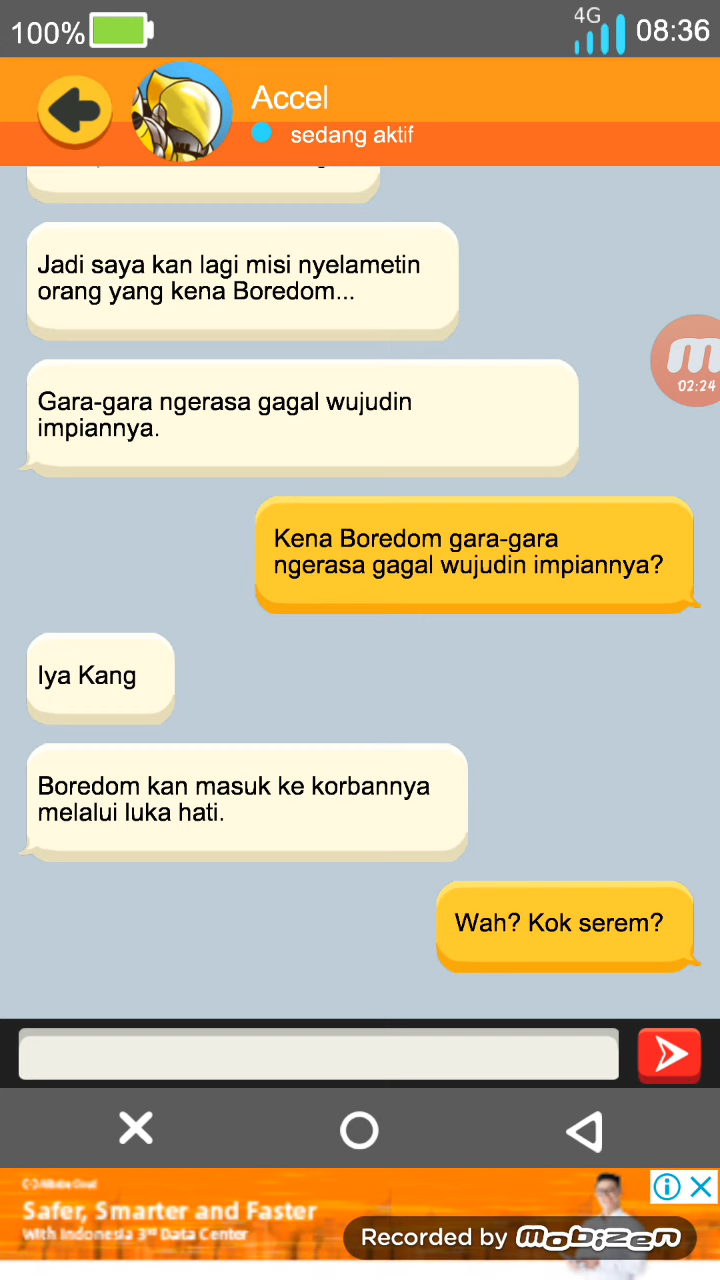 100%
4G
08:36
Accel
sedang aktif
Jadi saya kan lagi misi nyelametin
orang yang kena Boredom...
02:24
Gara-gara ngerasa gagal wujudin
impiannya.
Kena Boredom gara-gara
ngerasa gagal wujudin impiannya?
Iya Kang
Boredom kan masuk ke korbannya
melalui luka hati.
Wah? Kok serem?
Alibaba Cloud
Safer, Smarter and Faster
With Indonesia 3rd Data Center
Recorded by mobizen